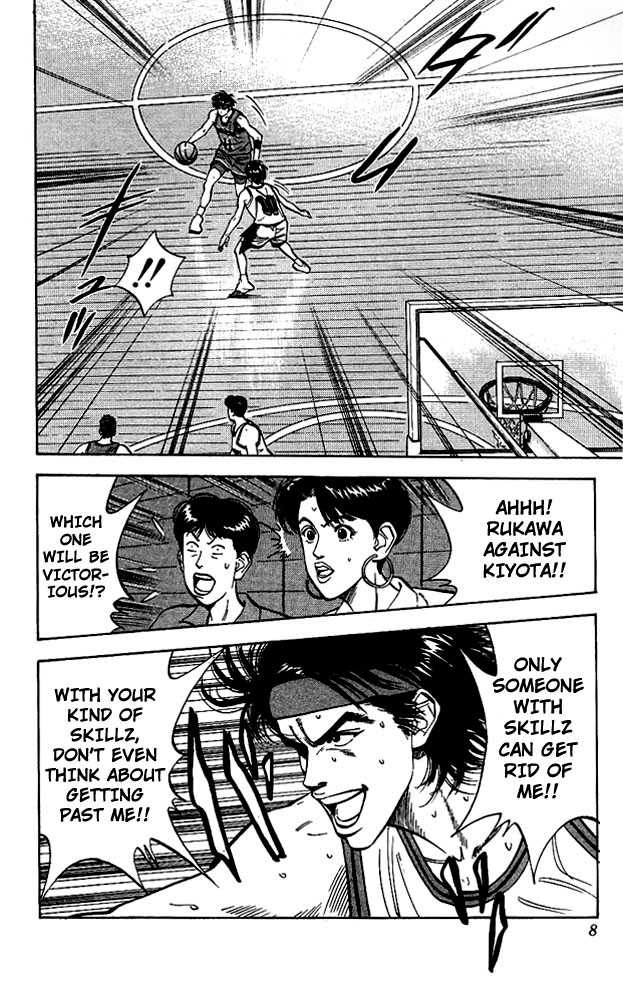 !!
AHHH!
RUKAWA
AGAINST
KIYOTA!!
WHICH
ONE
WILL BE
VICTOR-
IOUS!?
ONLY
SOMEONE
WITH
SKILLZ
CAN GET
RID OF
ME!!
WITH YOUR
KIND OF
SKILLZ,
DON'T EVEN
THINK ABOUT
GETTING
PAST ME!!
8